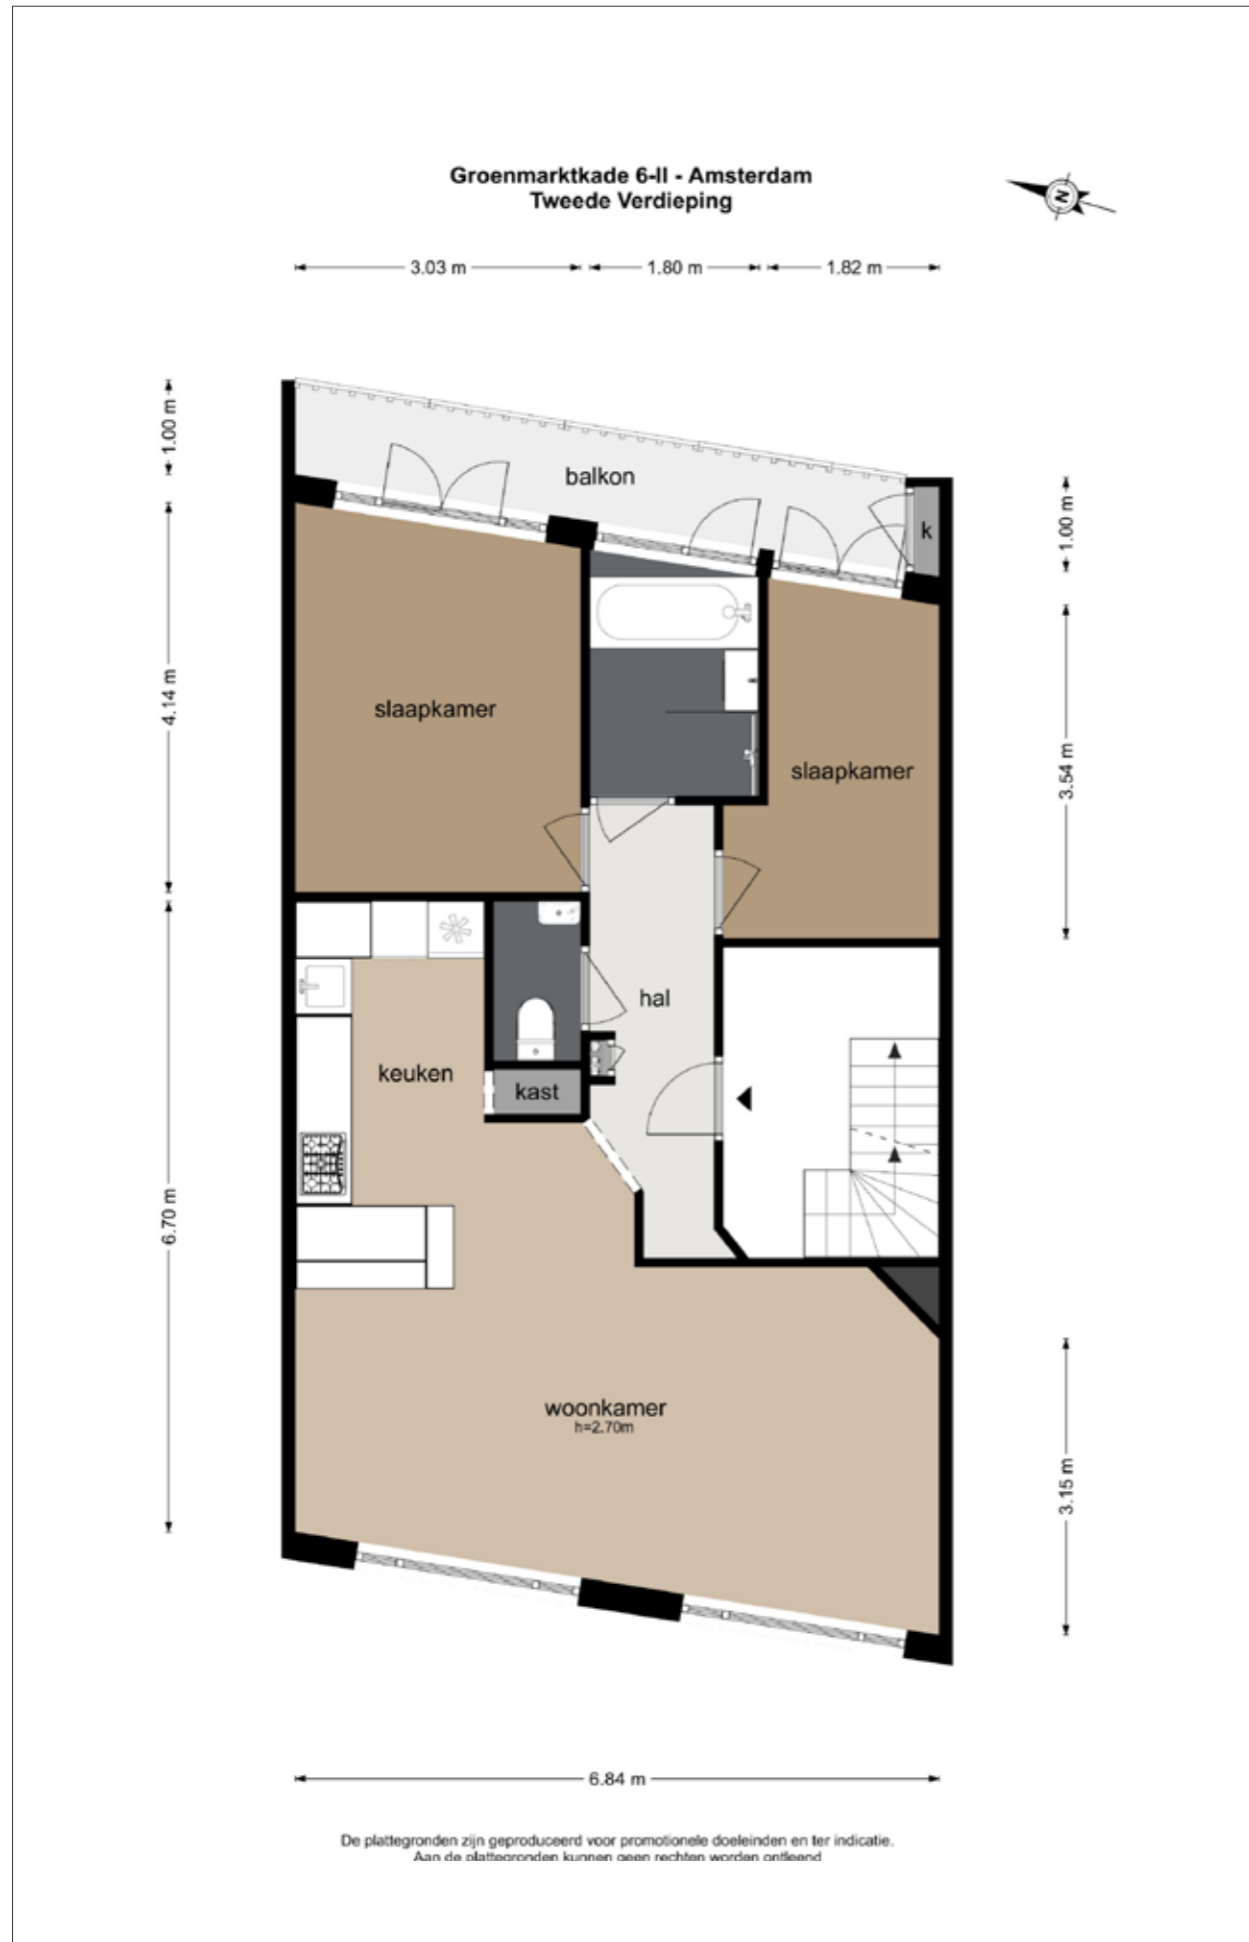 Groenmarktkade 6-II - Amsterdam
Tweede Verdieping
N
3.03 m
1.80 m
1.82 m
1.00 m
balkon
1.00 m
k
4.14 m
slaapkamer
slaapkamer
3.54 m
hal
keuken
kast
6.70 m
woonkamer
h=2.70m
3.15 m
6.84 m
De plattegronden zijn geproduceerd voor promotionele doeleinden en ter indicatie.
Aan de plattegronden kunnen geen rechten worden ontleend